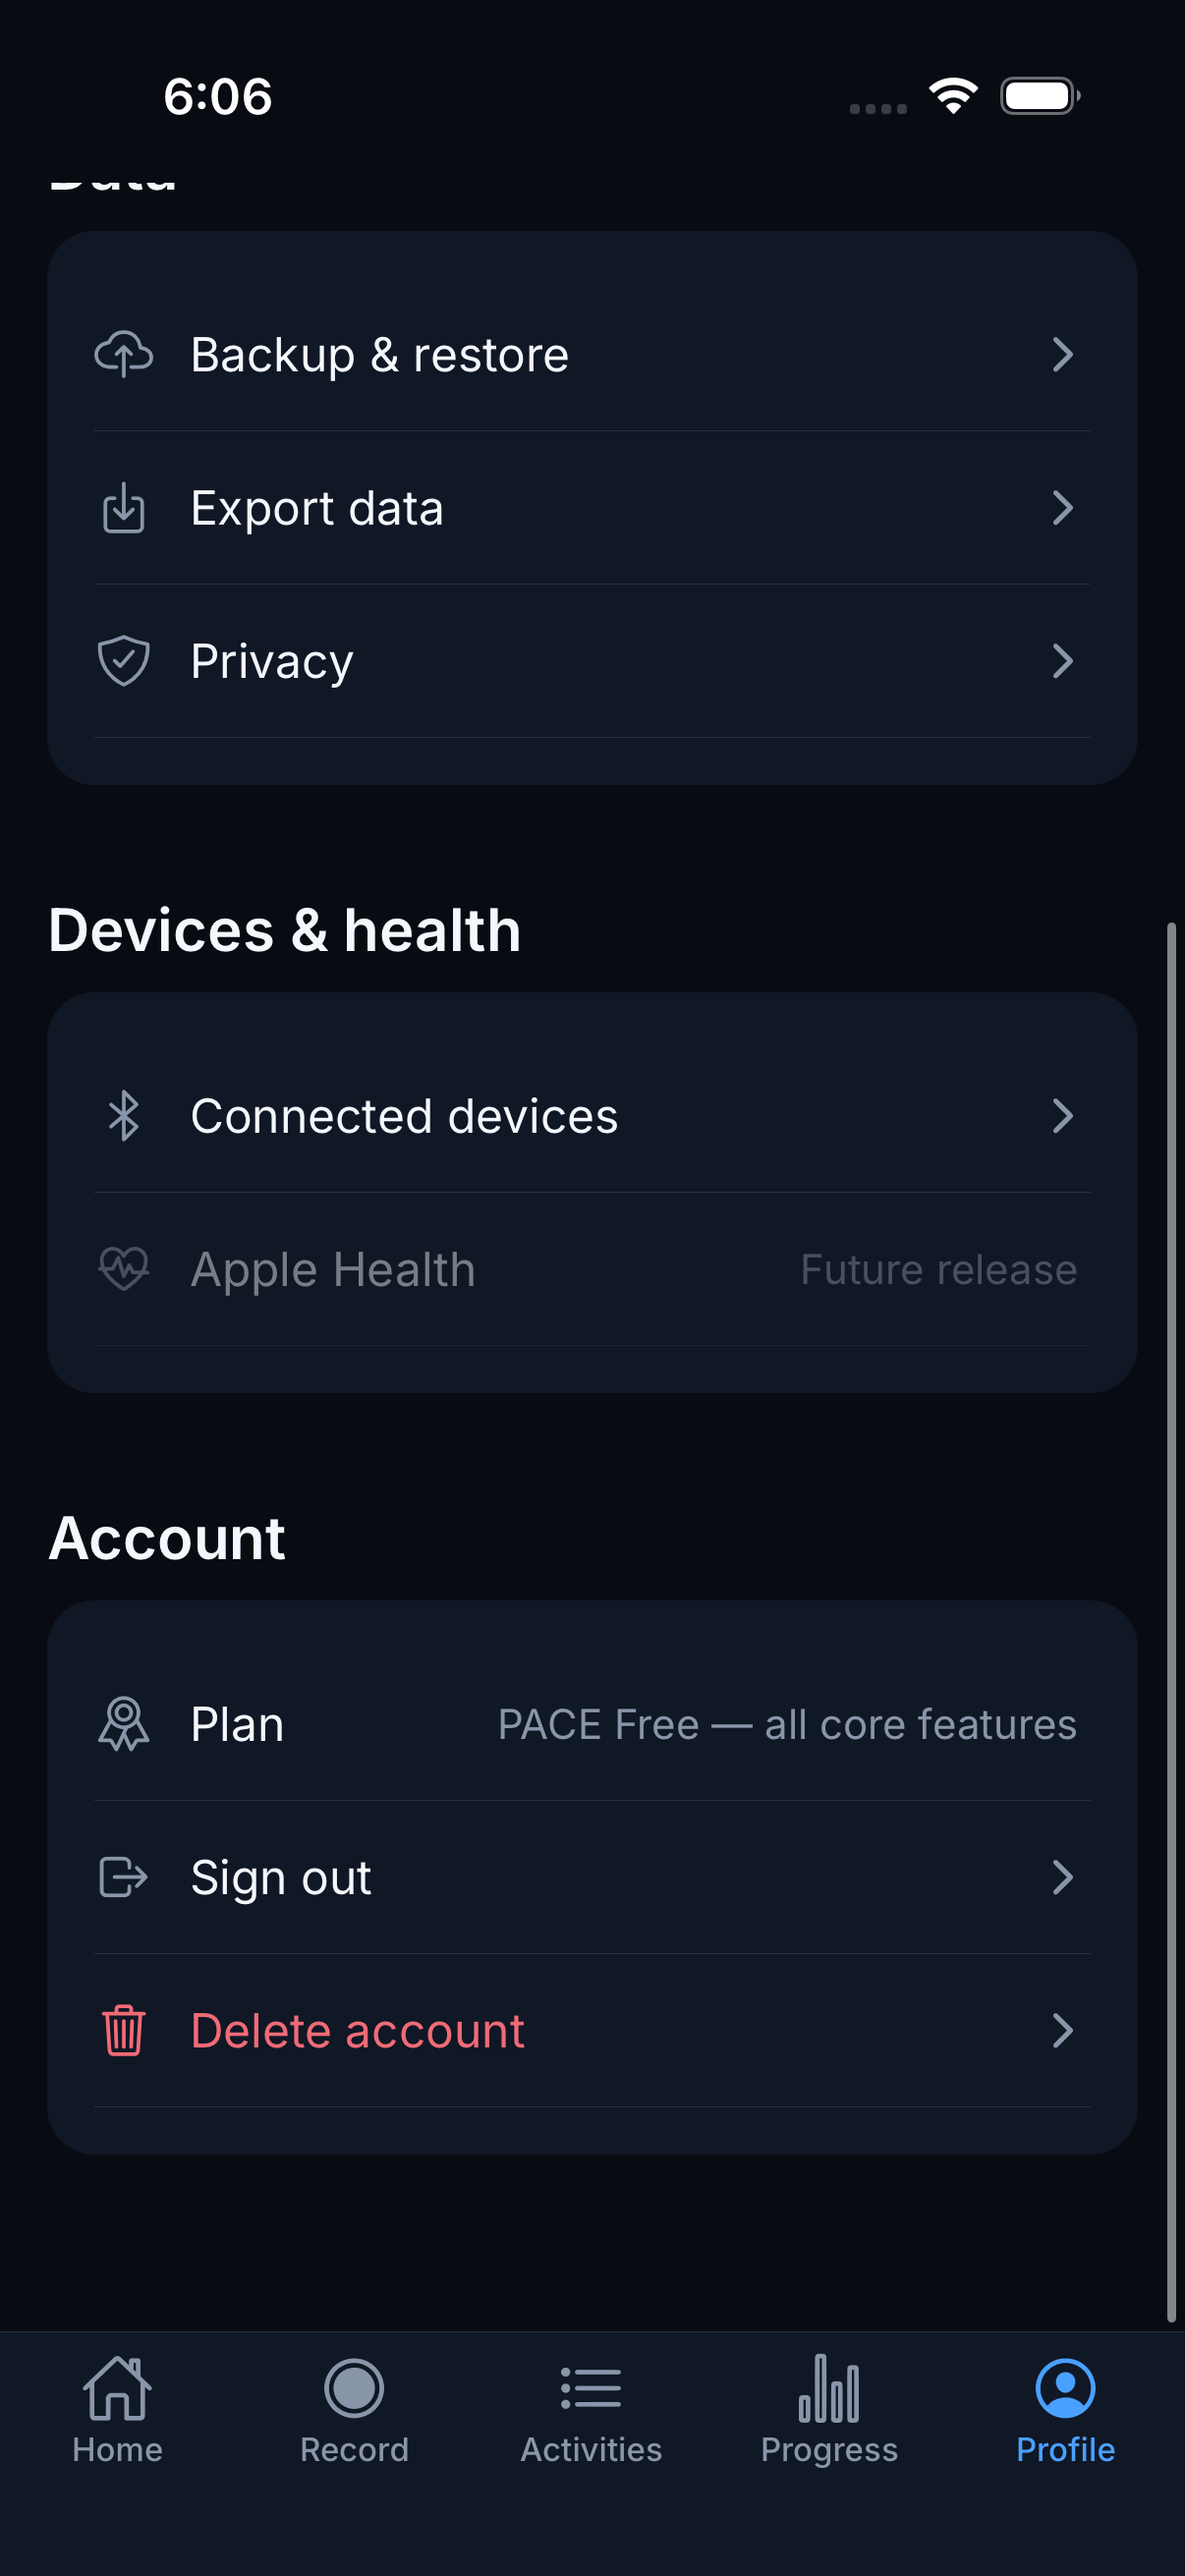 6:06
Data
Backup & restore
Export data
Privacy
Devices & health
Connected devices
Apple Health Future release
Account
Plan PACE Free — all core features
Sign out
Delete account
Home Record Activities Progress Profile